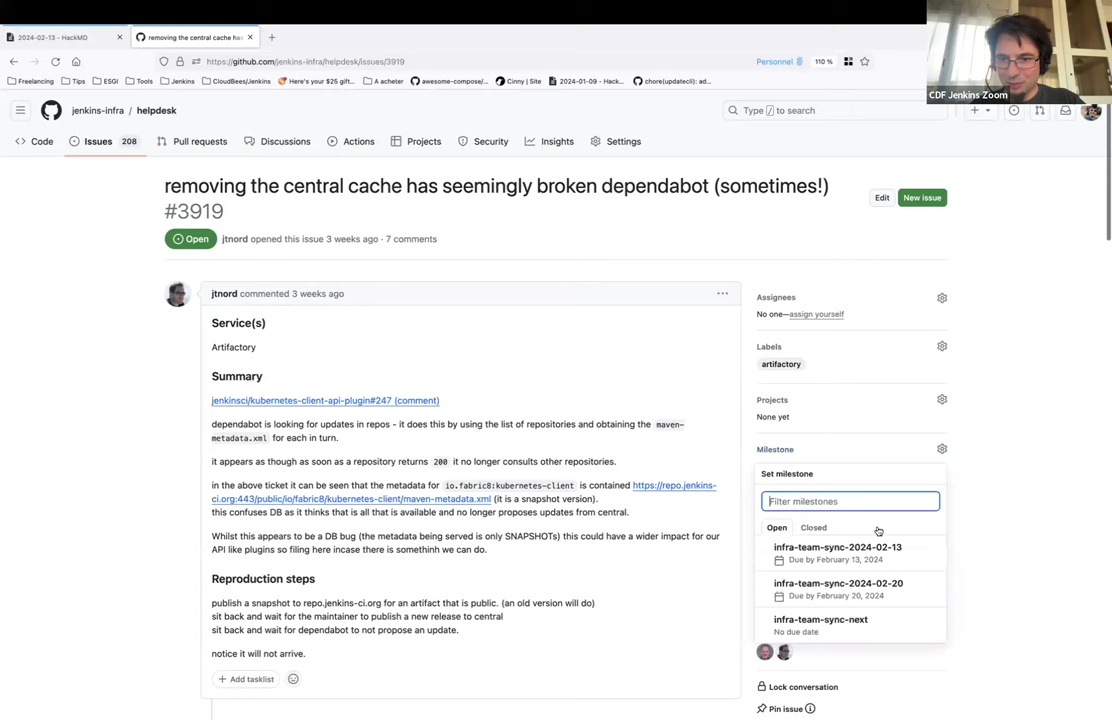 2024-02-13 - HackMD
removing the central cache has
https://github.com/jenkins-infra/helpdesk/issues/3919
Personnel
110 %
Freelancing
Tips
ESGI
Tools
Jenkins
CloudBees/Jenkins
Here's your $25 gift...
A acheter
awesome-compose/...
Cinny | Site
2024-01-09 - HackM...
chore(updatecli): ad...
CDF Jenkins Zoom
jenkins-infra / helpdesk
Type / to search
Code
Issues 208
Pull requests
Discussions
Actions
Projects
Security
Insights
Settings
removing the central cache has seemingly broken dependabot (sometimes!)
#3919
Edit
New issue
Open
jtnord opened this issue 3 weeks ago · 7 comments
jtnord commented 3 weeks ago
Service(s)
Artifactory
Summary
jenkinsci/kubernetes-client-api-plugin#247 (comment)
dependabot is looking for updates in repos - it does this by using the list of repositories and obtaining the maven-
metadata.xml for each in turn.
it appears as though as soon as a repository returns 200 it no longer consults other repositories.
in the above ticket it seems that the metadata for io.fabric8:kubernetes-client is contained https://repo.jenkins-
ci.org:443/public/io/fabric8/kubernetes-client/maven-metadata.xml (it is a snapshot version).
this confuses DB as it thinks that is all that is available and no longer proposes updates from central.
Whilst this appears to be a DB bug (the metadata being served is only SNAPSHOTs) this could have a wider impact for our
API like plugins so filing here incase there is somethinh we can do.
Reproduction steps
publish a snapshot to repo.jenkins-ci.org for an artifact that is public. (an old version will do)
sit back and wait for the maintainer to publish a new release to central
sit back and wait for dependabot to not propose an update.
notice it will not arrive.
Add tasklist
Assignees
No one—assign yourself
Labels
artifactory
Projects
None yet
Milestone
Set milestone
Filter milestones
Open
Closed
infra-team-sync-2024-02-13
Due by February 13, 2024
infra-team-sync-2024-02-20
Due by February 20, 2024
infra-team-sync-next
No due date
Lock conversation
Pin issue